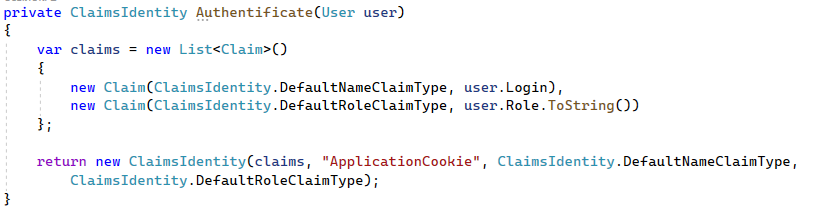 private ClaimsIdentity Authentificate(User user)
{
    var claims = new List<Claim>()
    {
        new Claim(ClaimsIdentity.DefaultNameClaimType, user.Login),
        new Claim(ClaimsIdentity.DefaultRoleClaimType, user.Role.ToString())
    };

    return new ClaimsIdentity(claims, "ApplicationCookie", ClaimsIdentity.DefaultNameClaimType,
        ClaimsIdentity.DefaultRoleClaimType);
}